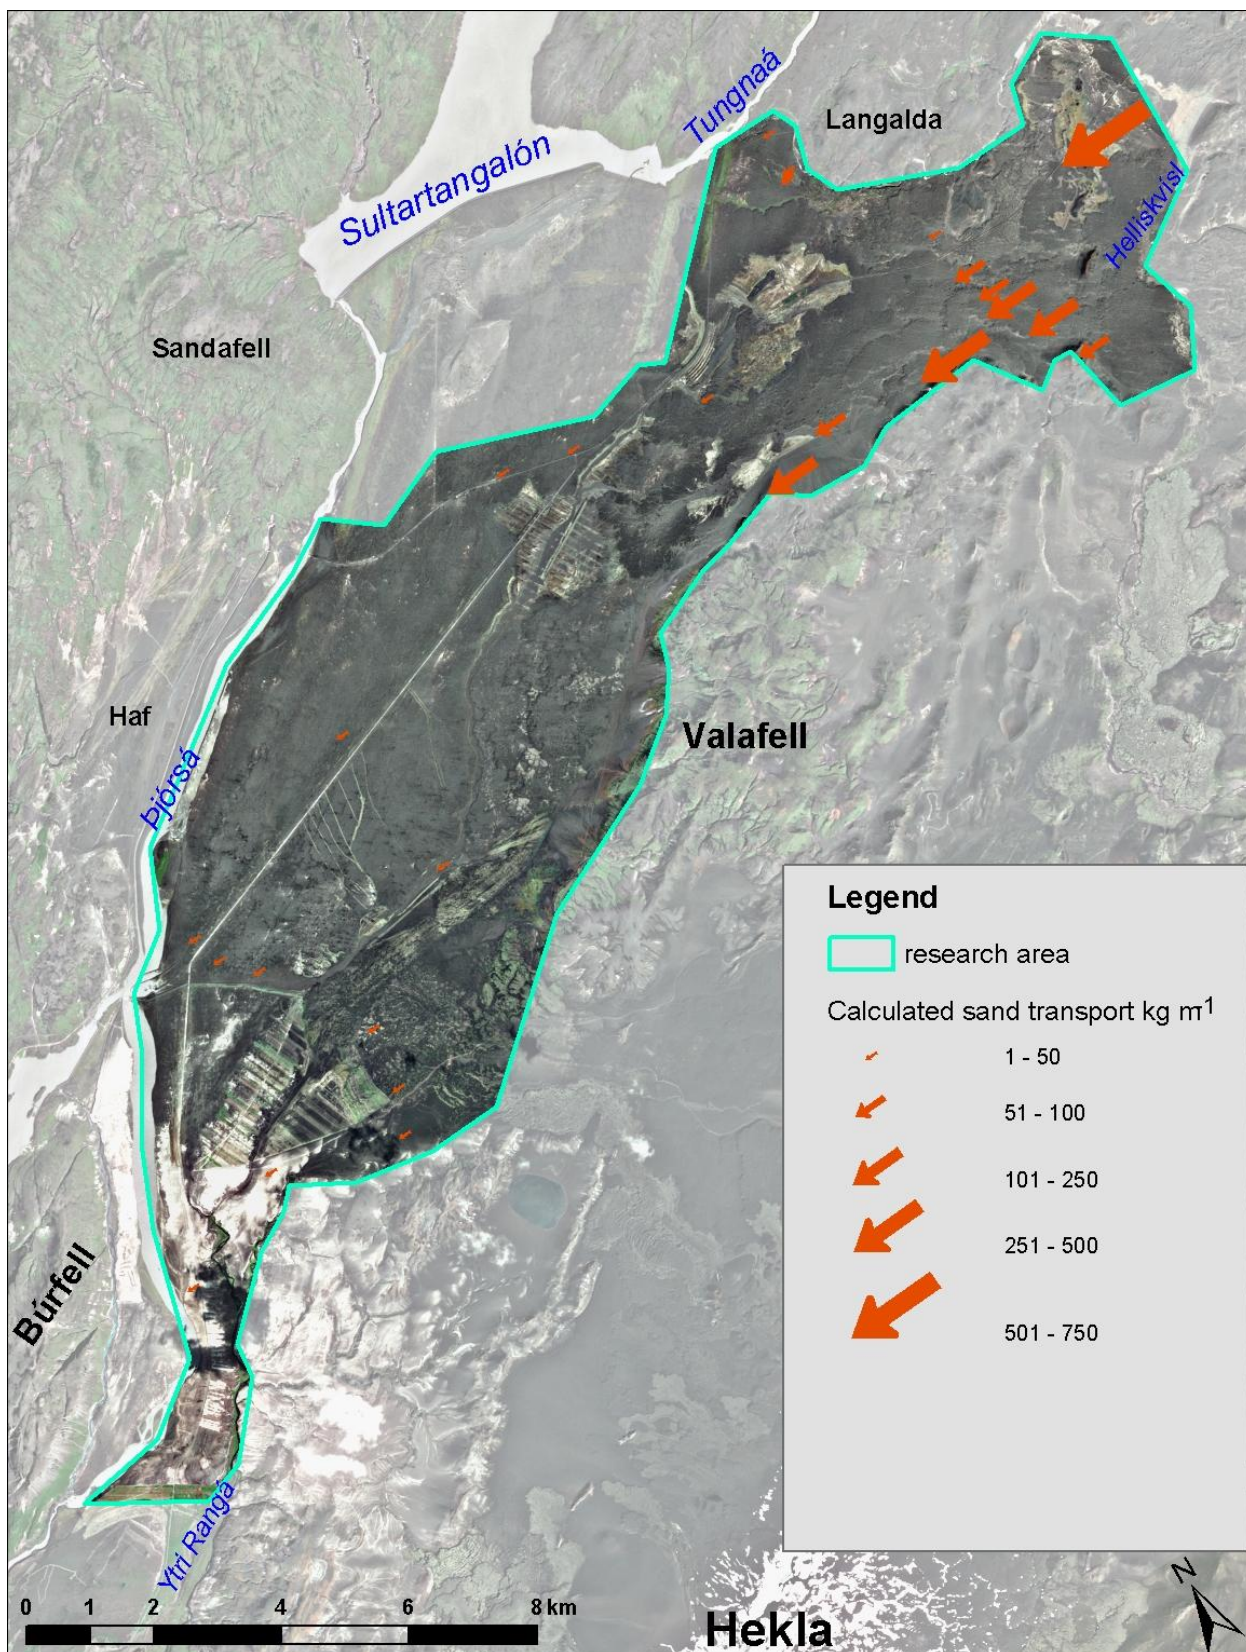 Tungnaá
Langalda
Sultartangalón
Helliskvísl
Sandafell
Haf
Þjórsá
Valafell
Búrfell
Ytri Rangá
Hekla
Legend
research area
Calculated sand transport kg m¹
1 - 50
51 - 100
101 - 250
251 - 500
501 - 750
N
0 1 2 4 6 8 km